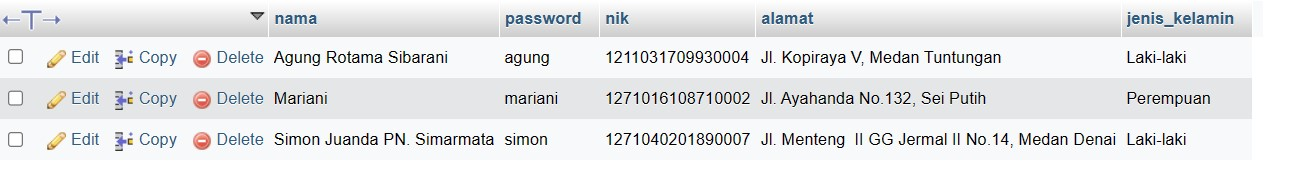 nama password nik alamat jenis_kelamin
Edit Copy Delete Agung Rotama Sibarani agung 1211031709930004 Jl. Kopiraya V, Medan Tuntungan Laki-laki
Edit Copy Delete Mariani mariani 1271016108710002 Jl. Ayahanda No.132, Sei Putih Perempuan
Edit Copy Delete Simon Juanda PN. Simarmata simon 1271040201890007 Jl. Menteng  II GG Jermal II No.14, Medan Denai Laki-laki